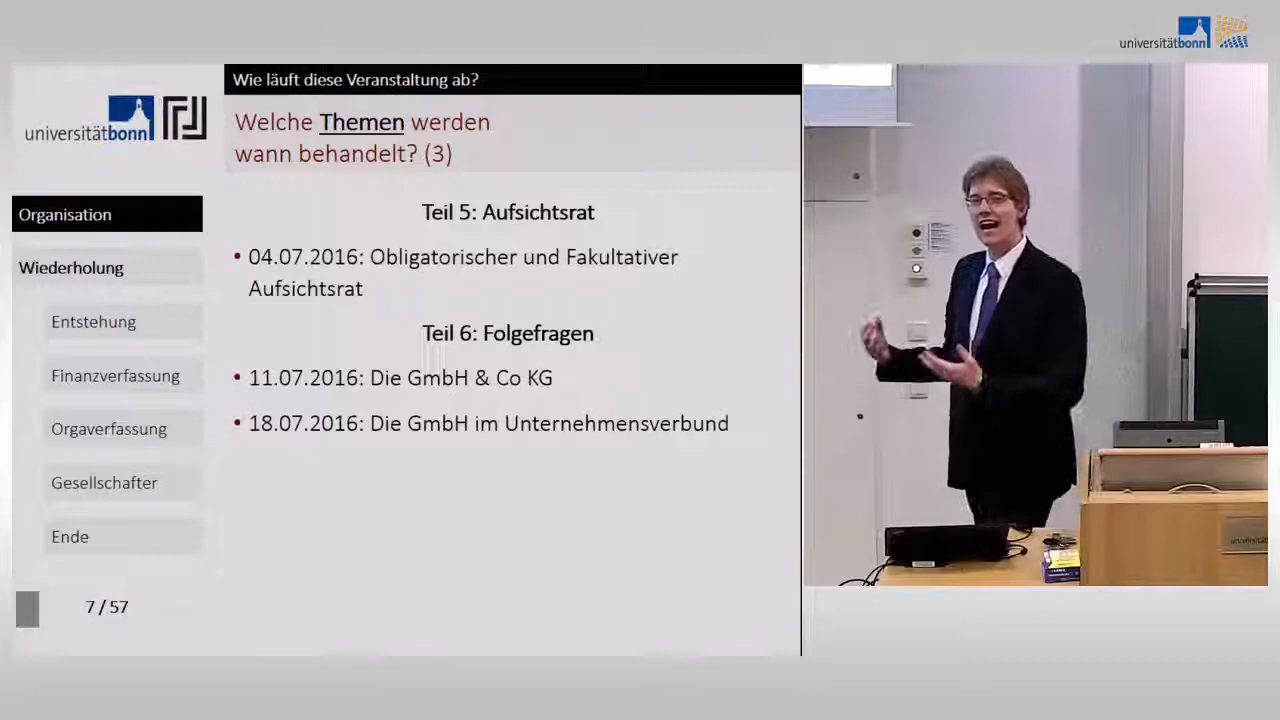 universitätbonn
Wie läuft diese Veranstaltung ab?
universitätbonn
Welche Themen werden
wann behandelt? (3)
Organisation
Wiederholung
Entstehung
Finanzverfassung
Orgaverfassung
Gesellschafter
Ende
7 / 57
Teil 5: Aufsichtsrat
• 04.07.2016: Obligatorischer und Fakultativer
Aufsichtsrat
Teil 6: Folgefragen
• 11.07.2016: Die GmbH & Co KG
• 18.07.2016: Die GmbH im Unternehmensverbund